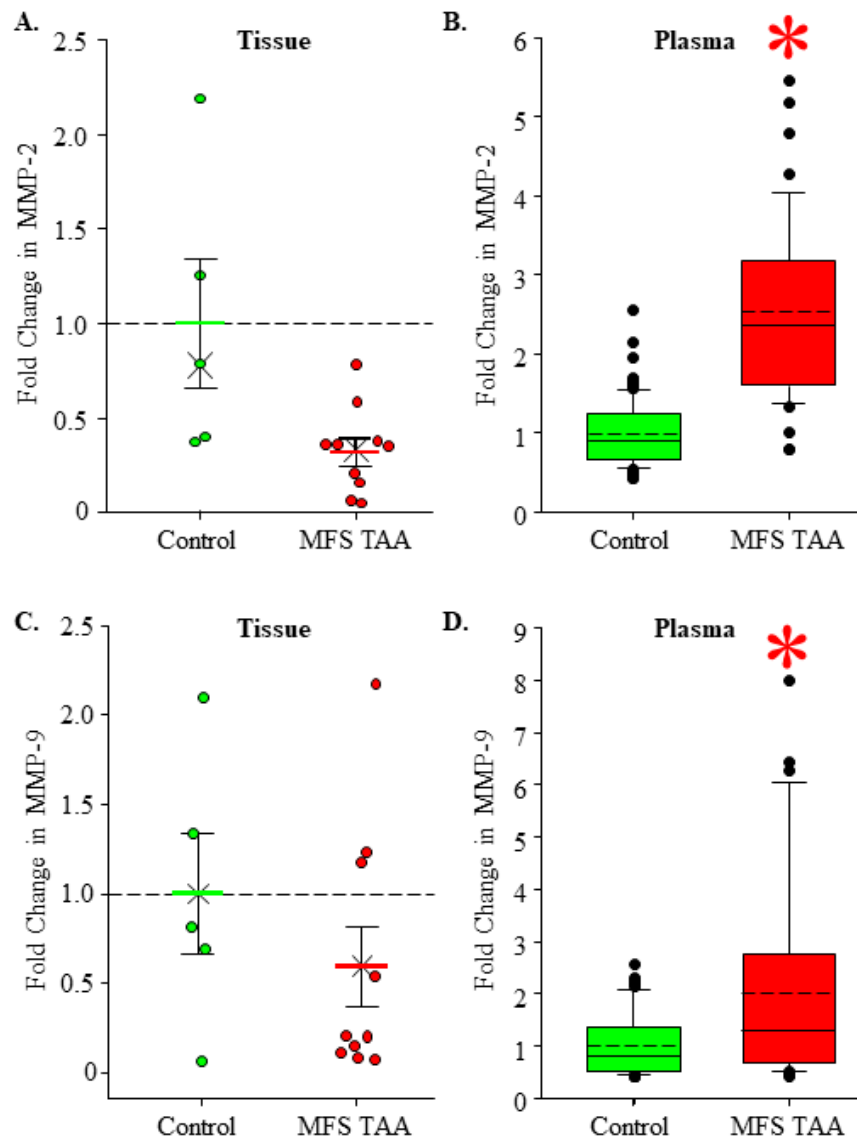 A.
Tissue
Fold Change in MMP-2
2.5
2.0
1.5
1.0
0.5
0
Control MFS TAA
B.
Plasma
*
Fold Change in MMP-2
6
5
4
3
2
1
0
Control MFS TAA
C.
Tissue
Fold Change in MMP-9
2.5
2.0
1.5
1.0
0.5
0
Control MFS TAA
D.
Plasma
*
Fold Change in MMP-9
9
8
7
6
5
4
3
2
1
0
Control MFS TAA